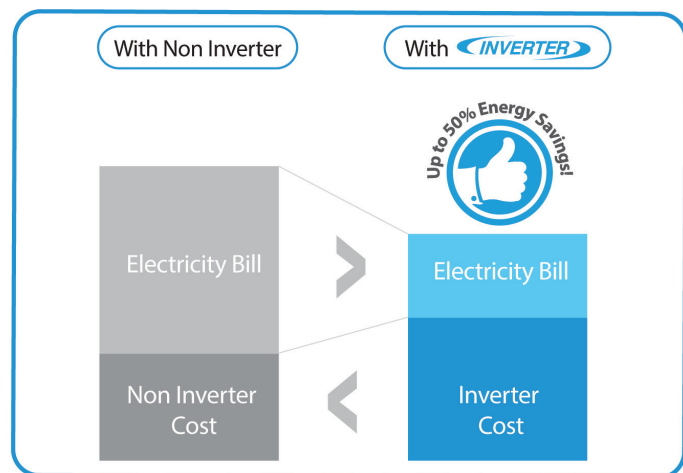 With Non Inverter
With INVERTER
Up to 50% Energy Savings!
Electricity Bill
>
Electricity Bill
Non Inverter
Cost
<
Inverter
Cost